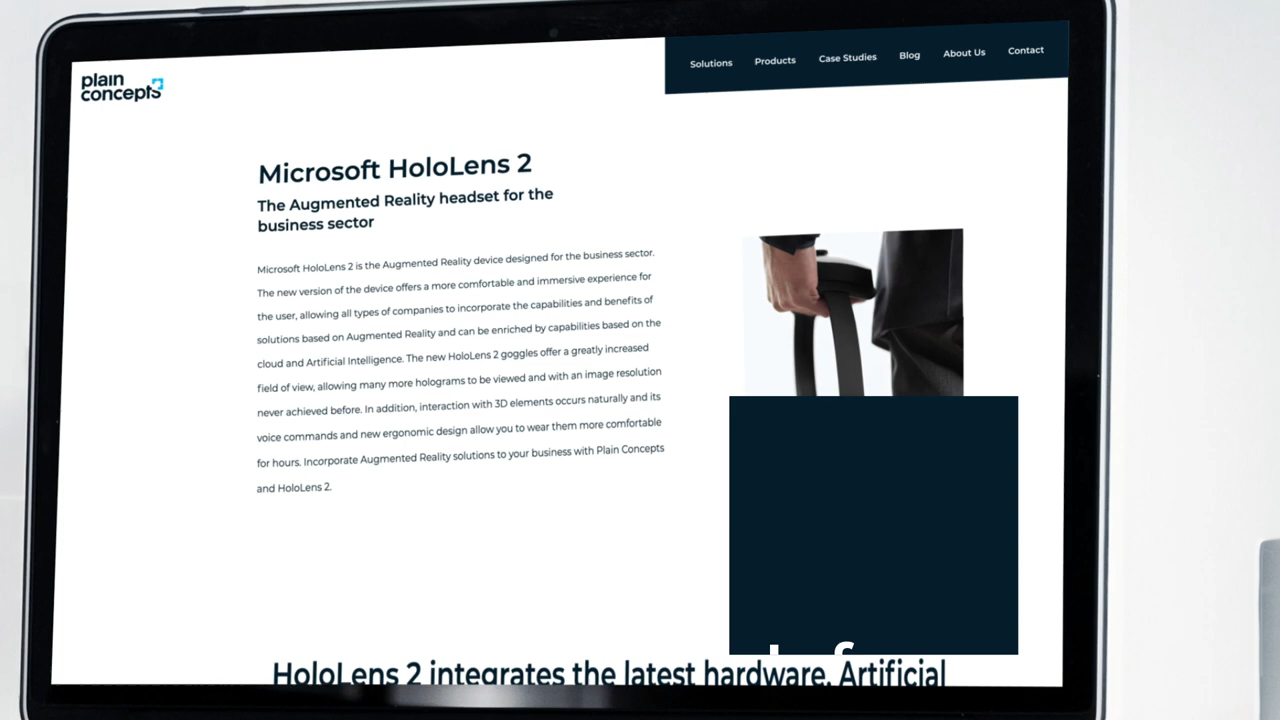 plain
concepts
Solutions Products Case Studies Blog About Us Contact
Microsoft HoloLens 2
The Augmented Reality headset for the
business sector
Microsoft HoloLens 2 is the Augmented Reality device designed for the business sector.
The new version of the device offers a more comfortable and immersive experience for
the user, allowing all types of companies to incorporate the capabilities and benefits of
solutions based on Augmented Reality and can be enriched by capabilities based on the
cloud and Artificial Intelligence. The new HoloLens 2 goggles offer a greatly increased
field of view, allowing many more holograms to be viewed and with an image resolution
never achieved before. In addition, interaction with 3D elements occurs naturally and its
voice commands and new ergonomic design allow you to wear them more comfortable
for hours. Incorporate Augmented Reality solutions to your business with Plain Concepts
and HoloLens 2.
HoloLens 2 integrates the latest hardware, Artificial